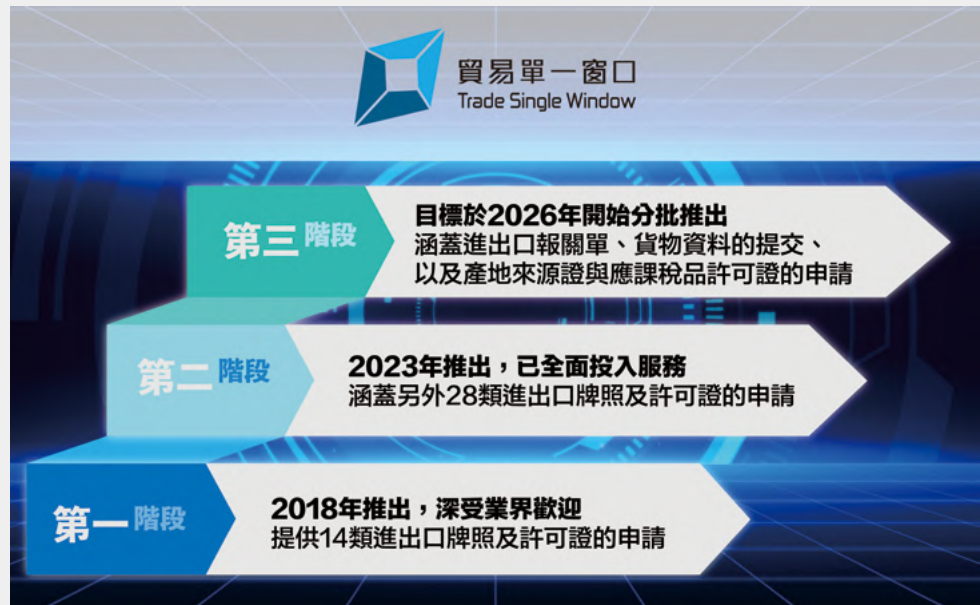 貿易單一窗口
Trade Single Window
第三階段
目標於2026年開始分批推出
涵蓋進出口報關單、貨物資料的提交、
以及產地來源證與應課稅品許可證的申請
第二階段
2023年推出，已全面投入服務
涵蓋另外28類進出口牌照及許可證的申請
第一階段
2018年推出，深受業界歡迎
提供14類進出口牌照及許可證的申請